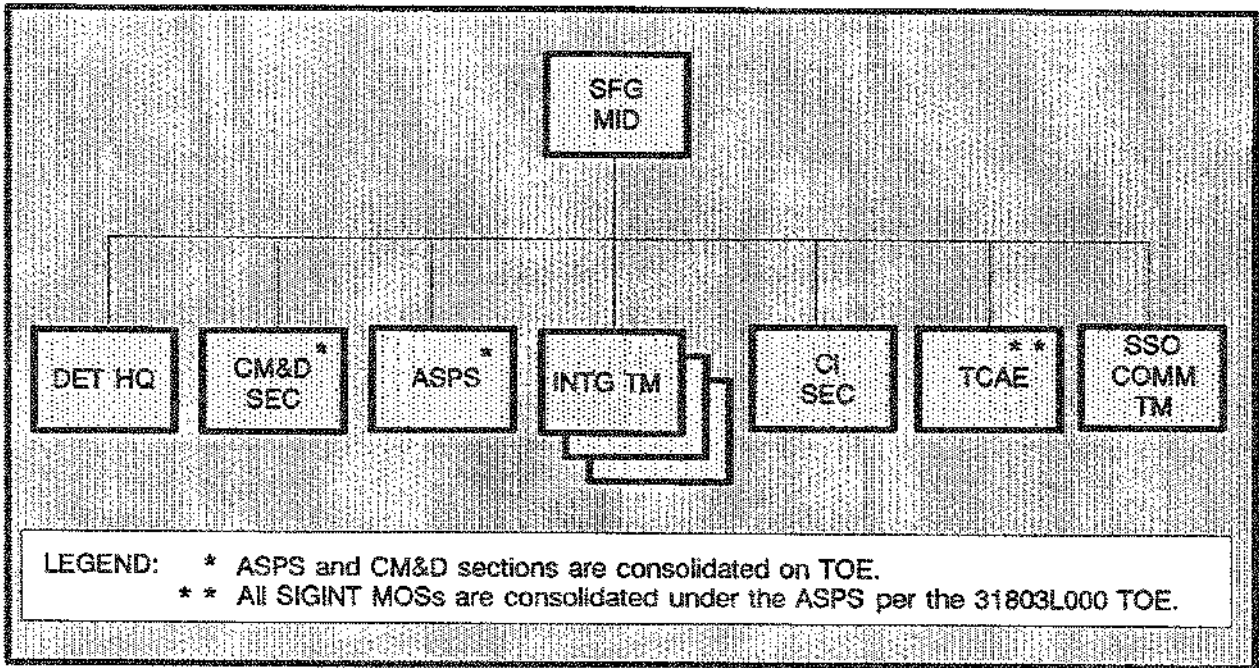 SFG
MID
DET HQ
CM&D *
SEC
ASPS *
INTG TM
CI
SEC
* *
TCAE
SSO
COMM
TM
LEGEND: * ASPS and CM&D sections are consolidated on TOE.
* * All SIGINT MOSs are consolidated under the ASPS per the 31803L000 TOE.